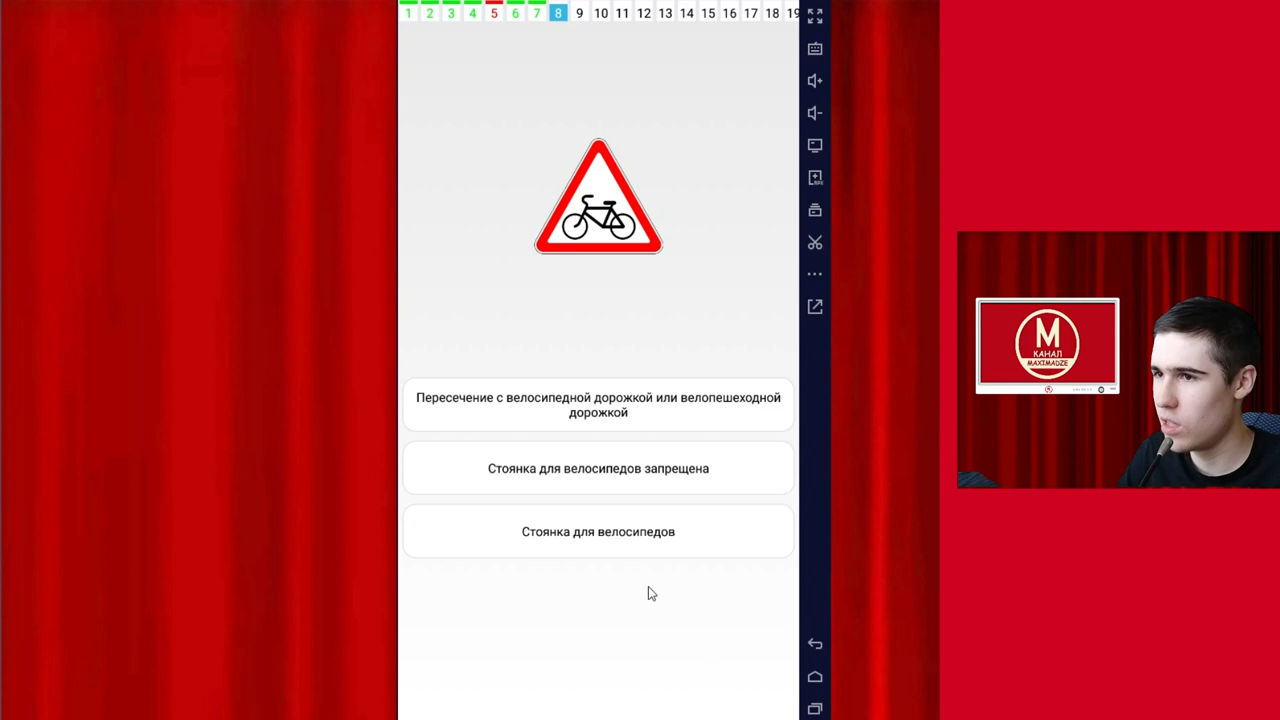 1 2 3 4 5 6 7 8 9 10 11 12 13 14 15 16 17 18 19
Пересечение с велосипедной дорожкой или велопешеходной
дорожкой
Стоянка для велосипедов запрещена
Стоянка для велосипедов
М
КАНАЛ
MAXIMADZE